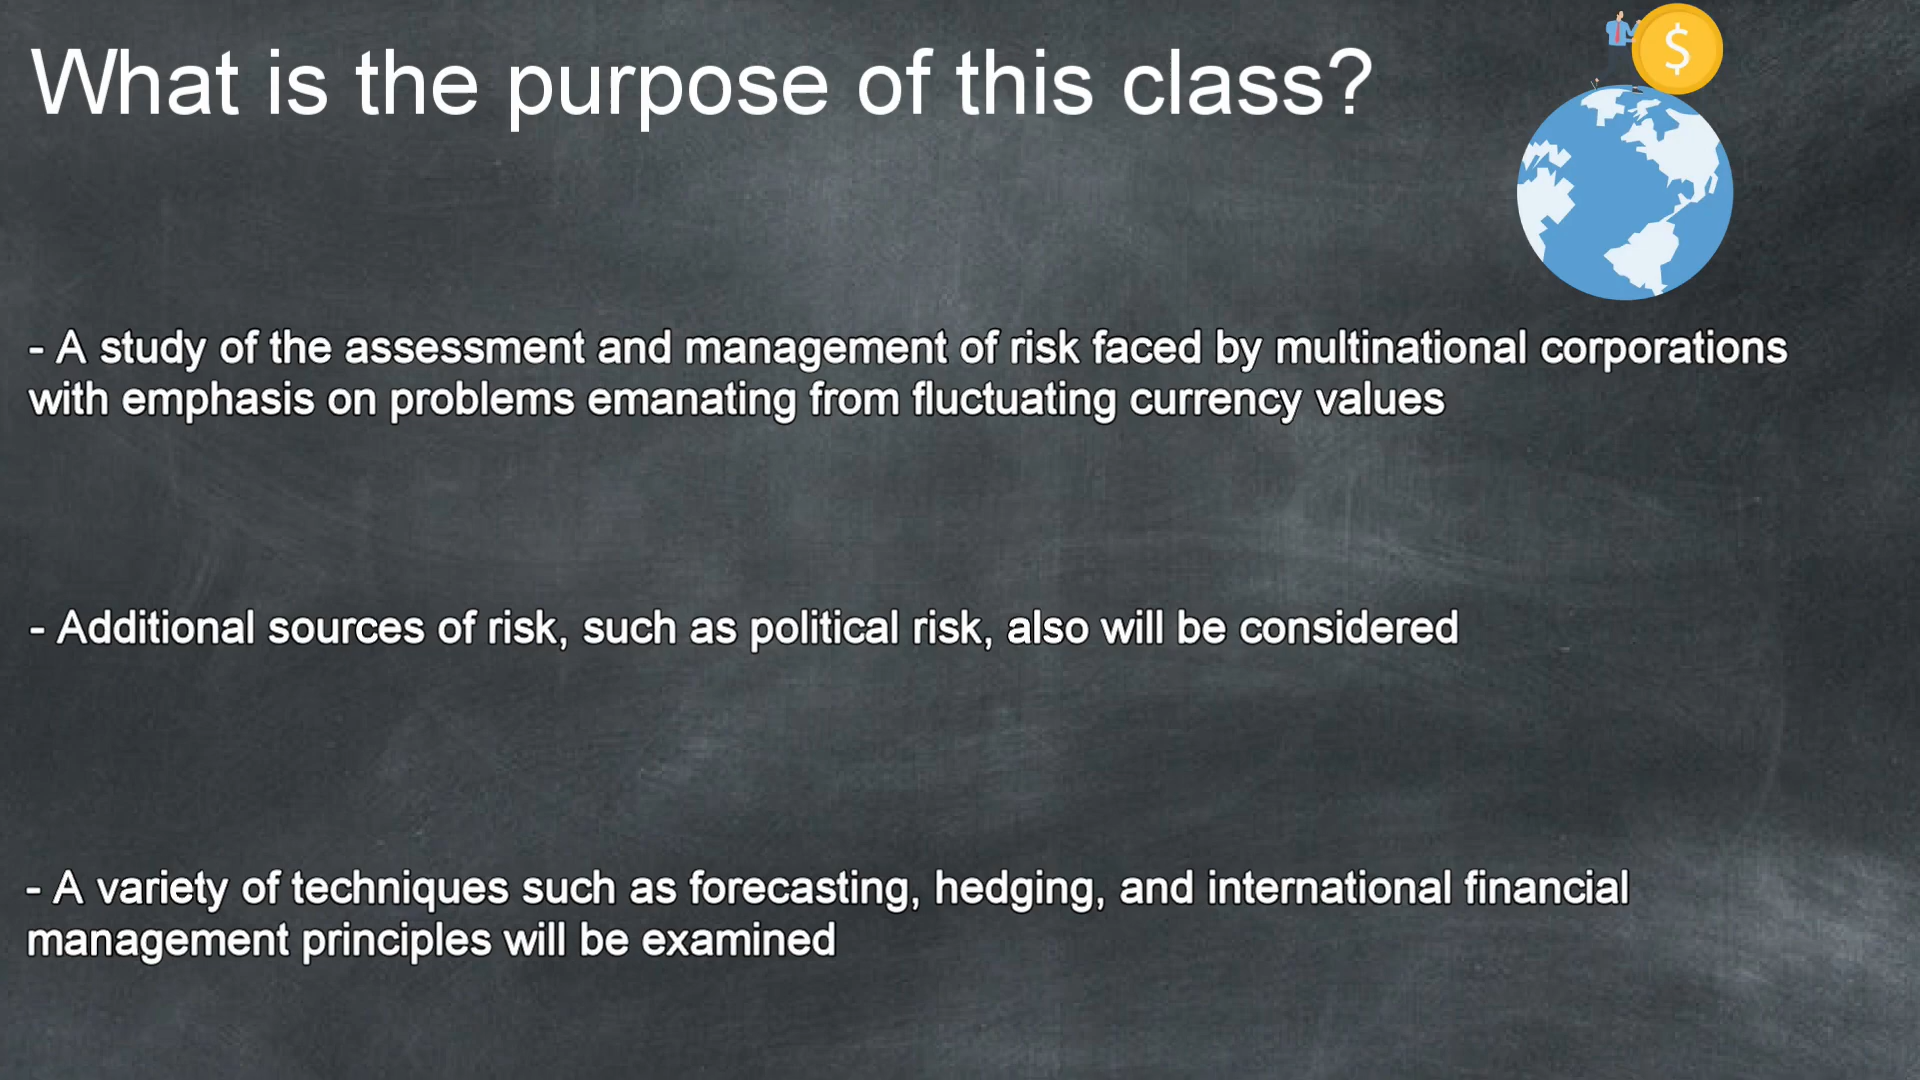 What is the purpose of this class?
$
- A study of the assessment and management of risk faced by multinational corporations
with emphasis on problems emanating from fluctuating currency values
- Additional sources of risk, such as political risk, also will be considered
- A variety of techniques such as forecasting, hedging, and international financial
management principles will be examined